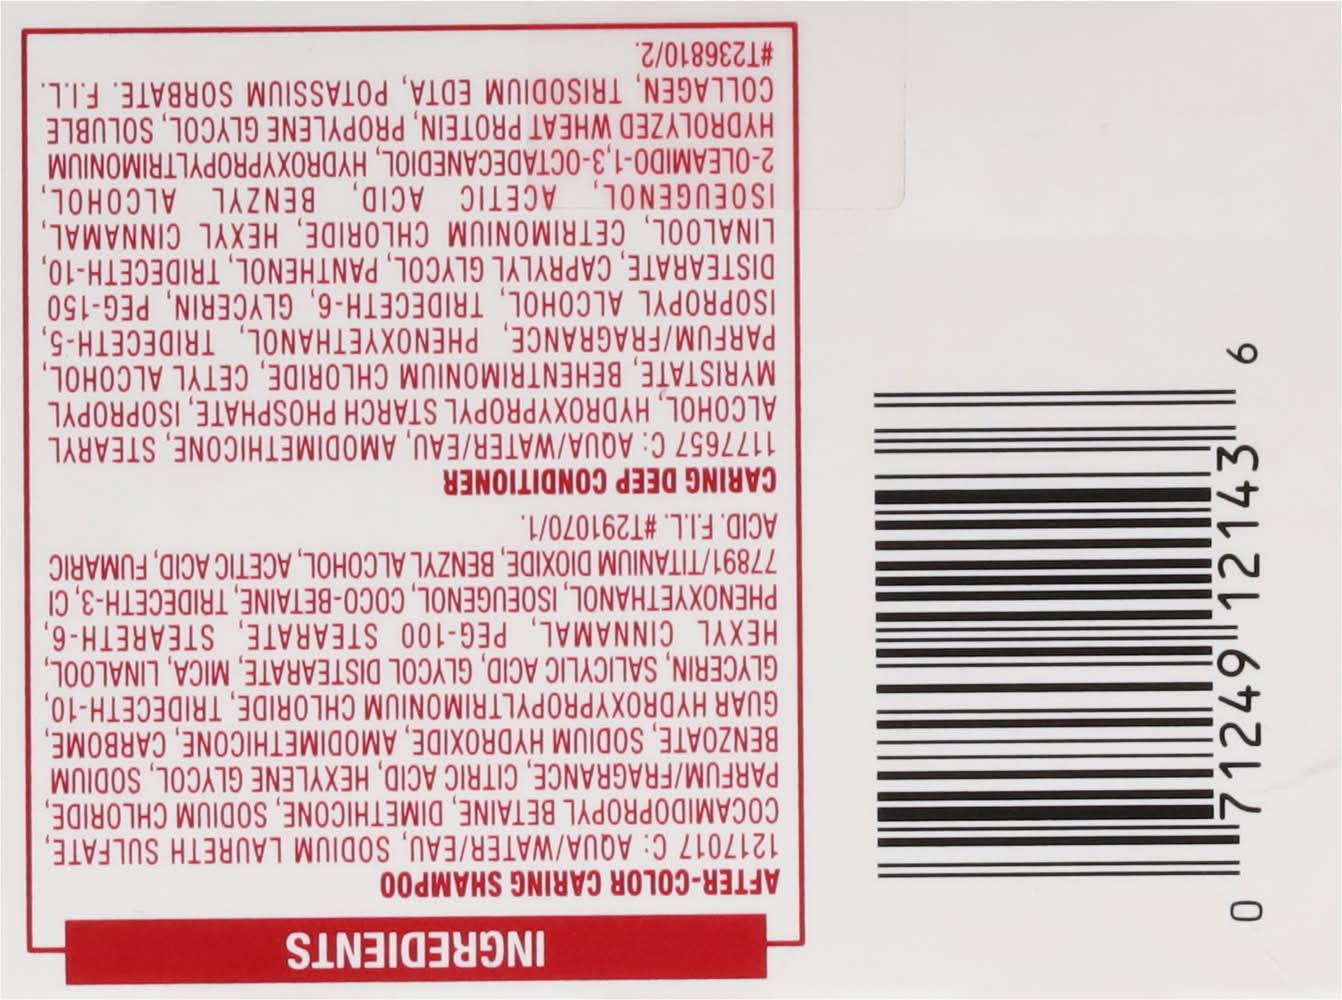 INGREDIENTS
AFTER-COLOR CARING SHAMPOO
1217017 C: AQUA/WATER/EAU, SODIUM LAURETH SULFATE,
COCAMIDOPROPYL BETAINE, DIMETHICONE, SODIUM CHLORIDE,
PARFUM/FRAGRANCE, CITRIC ACID, HEXYLENE GLYCOL, SODIUM
BENZOATE, SODIUM HYDROXIDE, AMODIMETHICONE, CARBOME,
GUAR HYDROXYPROPYLTRIMONIUM CHLORIDE, TRIDECETH-10,
GLYCERIN, SALICYLIC ACID, GLYCOL DISTEARATE, MICA, LINALOOL,
HEXYL CINNAMAL, PEG-100 STEARATE, STEARETH-6,
PHENOXYETHANOL, ISOEUGENOL, COCO-BETAINE, TRIDECETH-3, CI
77891/TITANIUM DIOXIDE, BENZYL ALCOHOL, ACETIC ACID, FUMARIC
ACID. F.I.L. #T291070/1.
CARING DEEP CONDITIONER
1177657 C: AQUA/WATER/EAU, AMODIMETHICONE, STEARYL
ALCOHOL, HYDROXYPROPYL STARCH PHOSPHATE, ISOPROPYL
MYRISTATE, BEHENTRIMONIUM CHLORIDE, CETYL ALCOHOL,
PARFUM/FRAGRANCE, PHENOXYETHANOL, TRIDECETH-5,
ISOPROPYL ALCOHOL, TRIDECETH-6, GLYCERIN, PEG-150
DISTEARATE, CAPRYLYL GLYCOL, PANTHENOL, TRIDECETH-10,
LINALOOL, CETRIMONIUM CHLORIDE, HEXYL CINNAMAL,
ISOEUGENOL, ACETIC ACID, BENZYL ALCOHOL,
2-OLEAMIDO-1,3-OCTADECANEDIOL, HYDROXYPROPYLTRIMONIUM
HYDROLYZED WHEAT PROTEIN, PROPYLENE GLYCOL, SOLUBLE
COLLAGEN, TRISODIUM EDTA, POTASSIUM SORBATE. F.I.L.
#T236810/2.
0 71249 12143 6